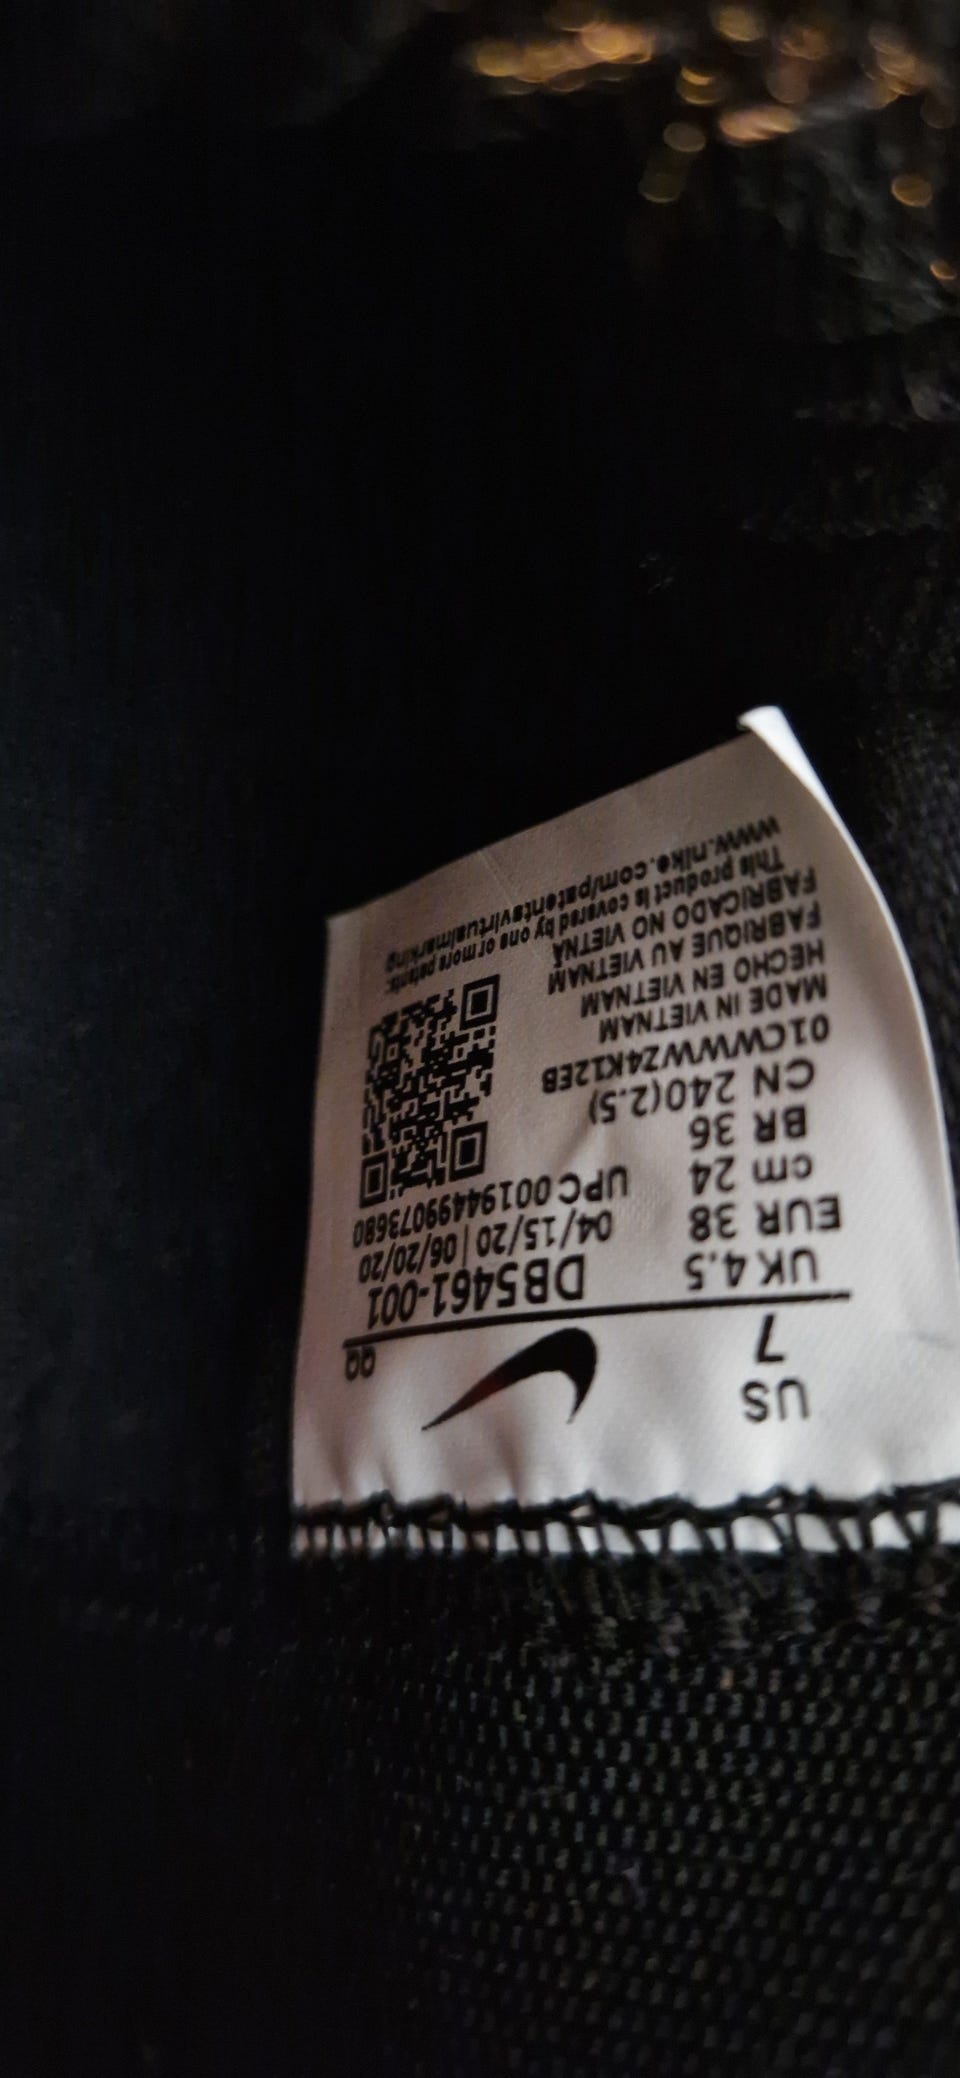 US
7
QQ
UK 4.5
EUR 38
cm 24
BR 36
CN 240(2.5)
DB5461-001
04/15/20 | 06/20/20
UPC 00194499073680
01CWWWZ4K12EB
MADE IN VIETNAM
HECHO EN VIETNAM
FABRIQUE AU VIETNAM
FABRICADO NO VIETNÃ
This product is covered by one or more patents:
www.nike.com/patentsvirtualmarking